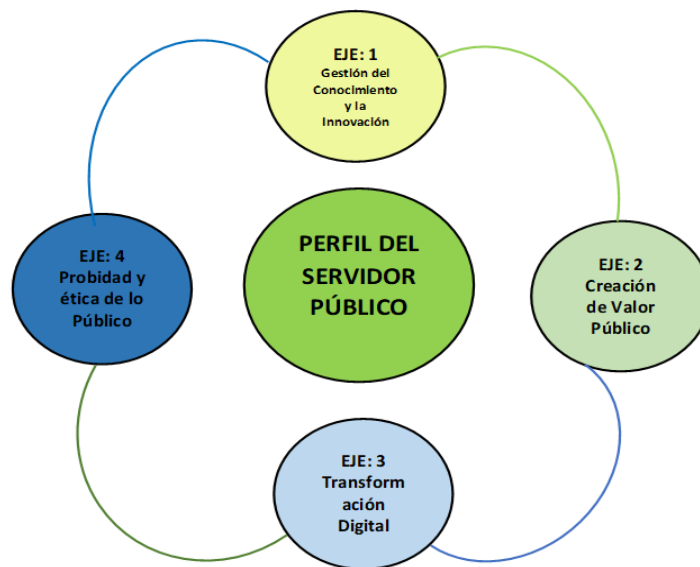 EJE: 1
Gestión del
Conocimiento
y la
Innovación
PERFIL DEL
SERVIDOR
PÚBLICO
EJE: 4
Probidad y
ética de lo
Público
EJE: 2
Creación
de Valor
Público
EJE: 3
Transform
ación
Digital